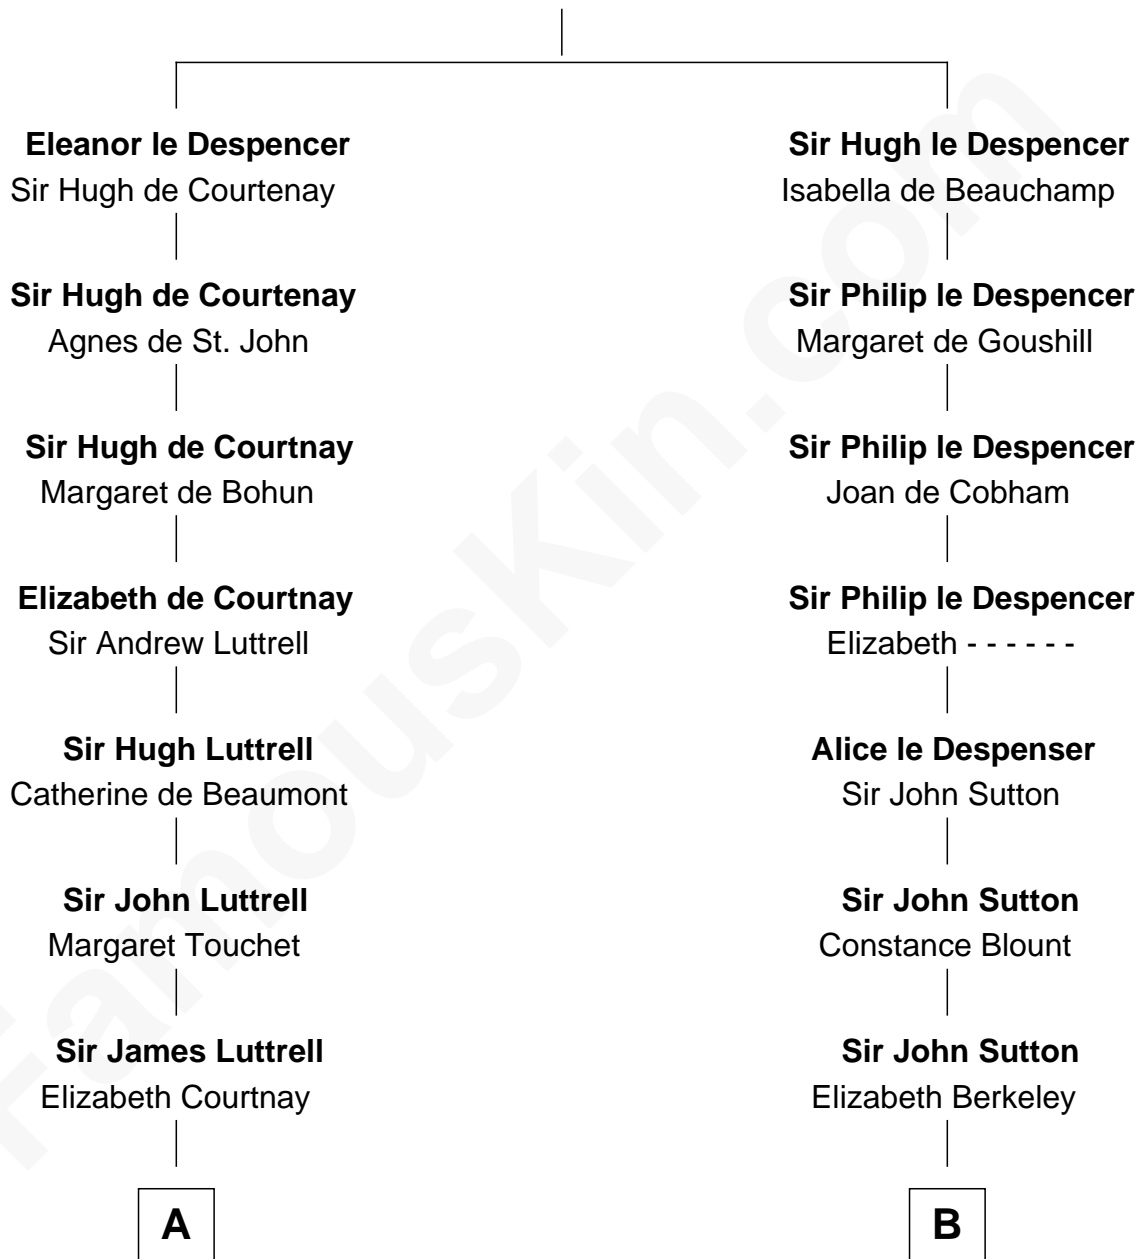 Eleanor le Despencer
Sir Hugh de Courtenay
Sir Hugh de Courtenay
Agnes de St. John
Sir Hugh de Courtnay
Margaret de Bohun
Elizabeth de Courtnay
Sir Andrew Luttrell
Sir Hugh Luttrell
Catherine de Beaumont
Sir John Luttrell
Margaret Touchet
Sir James Luttrell
Elizabeth Courtnay
A
Sir Hugh le Despencer
Isabella de Beauchamp
Sir Philip le Despencer
Margaret de Goushill
Sir Philip le Despencer
Joan de Cobham
Sir Philip le Despencer
Elizabeth - - - - - -
Alice le Despenser
Sir John Sutton
Sir John Sutton
Constance Blount
Sir John Sutton
Elizabeth Berkeley
B
FamousKin.com